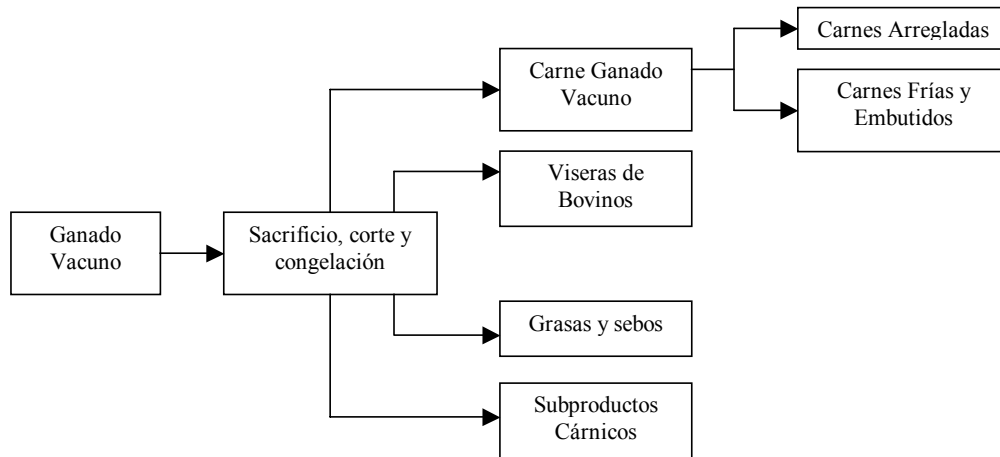 Ganado
Vacuno
Sacrificio, corte y
congelación
Carne Ganado
Vacuno
Carnes Arregladas
Carnes Frías y
Embutidos
Viseras de
Bovinos
Grasas y sebos
Subproductos
Cárnicos